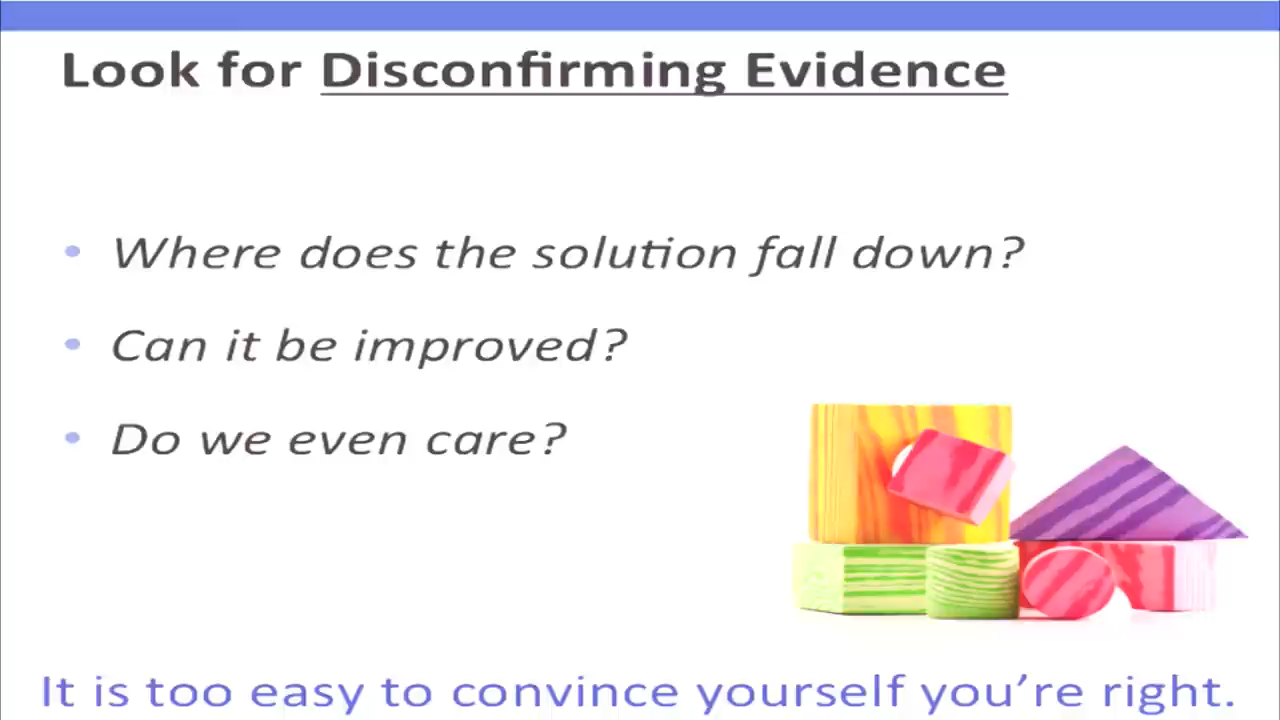 Look for Disconfirming Evidence
• Where does the solution fall down?
• Can it be improved?
• Do we even care?
It is too easy to convince yourself you’re right.